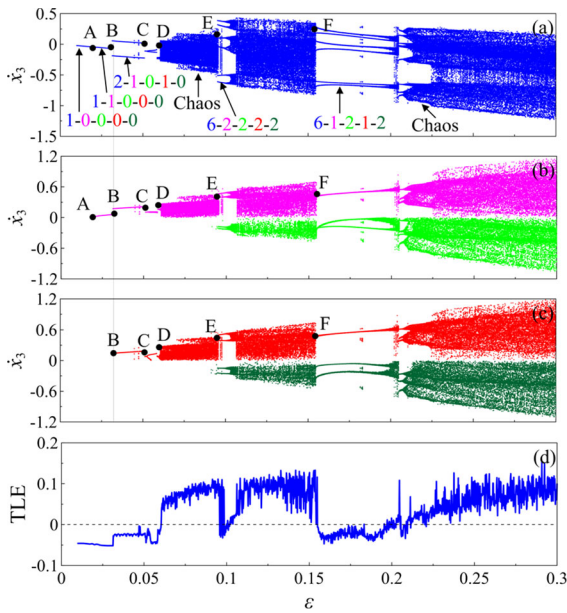 A B C D E F (a)
0.5
0.0
-0.5
-1
1.5
ẋ₃
2-1-0-1-0
1-1-0-0-0
1-0-0-0-0
Chaos
6-2-2-2-2
6-1-2-1-2
Chaos
A B C D E F (b)
1.2
0.6
0.0
-0.6
-1.2
ẋ₃
B C D E F (c)
1.2
0.6
0.0
-0.6
-1.2
ẋ₃
(d)
0.2
0.1
0
-0.1
TLE
0 0.05 0.1 0.15 0.2 0.25 0.3
ε